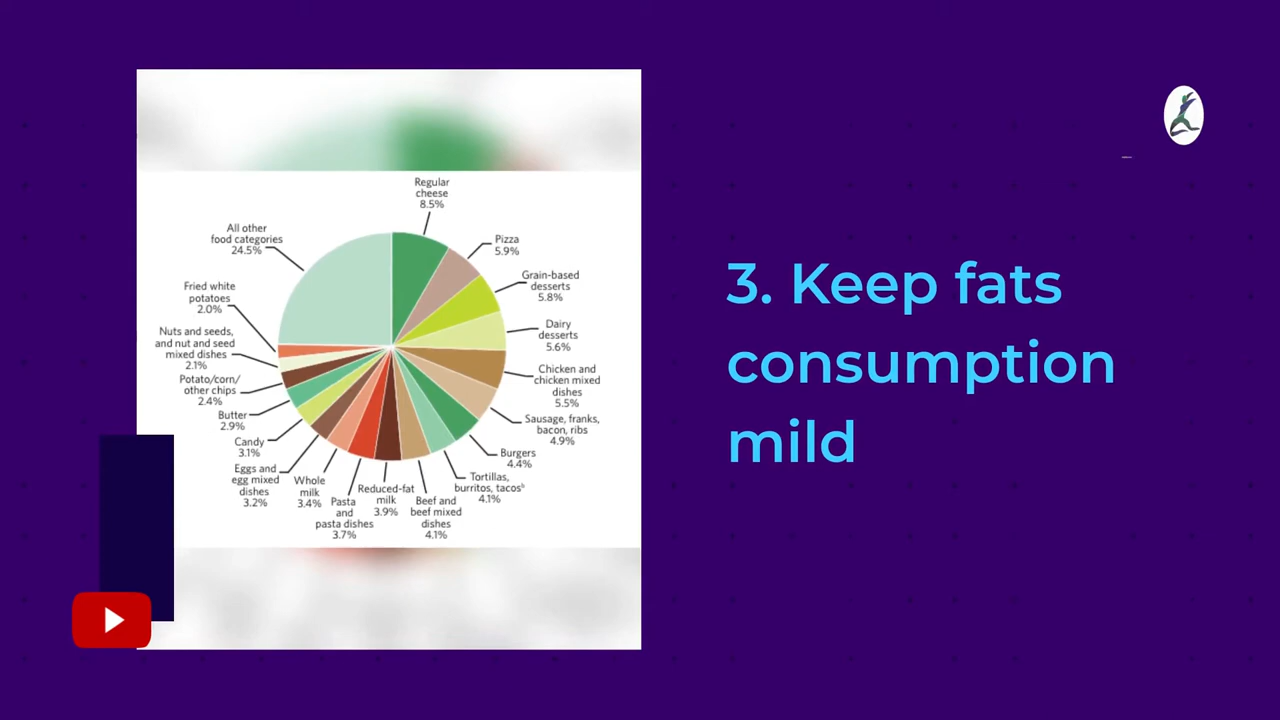 Regular
cheese
8.5%
Pizza
5.9%
Grain-based
desserts
5.8%
Dairy
desserts
5.6%
Chicken and
chicken mixed
dishes
5.5%
Sausage, franks,
bacon, ribs
4.9%
Burgers
4.4%
Tortillas,
burritos, tacosᵇ
4.1%
Beef and
beef mixed
dishes
4.1%
Reduced-fat
milk
3.9%
Pasta
and
pasta dishes
3.7%
Whole
milk
3.4%
Eggs and
egg mixed
dishes
3.2%
Candy
3.1%
Butter
2.9%
Potato/corn/
other chips
2.4%
Nuts and seeds,
and nut and seed
mixed dishes
2.1%
Fried white
potatoes
2.0%
All other
food categories
24.5%
3. Keep fats
consumption
mild